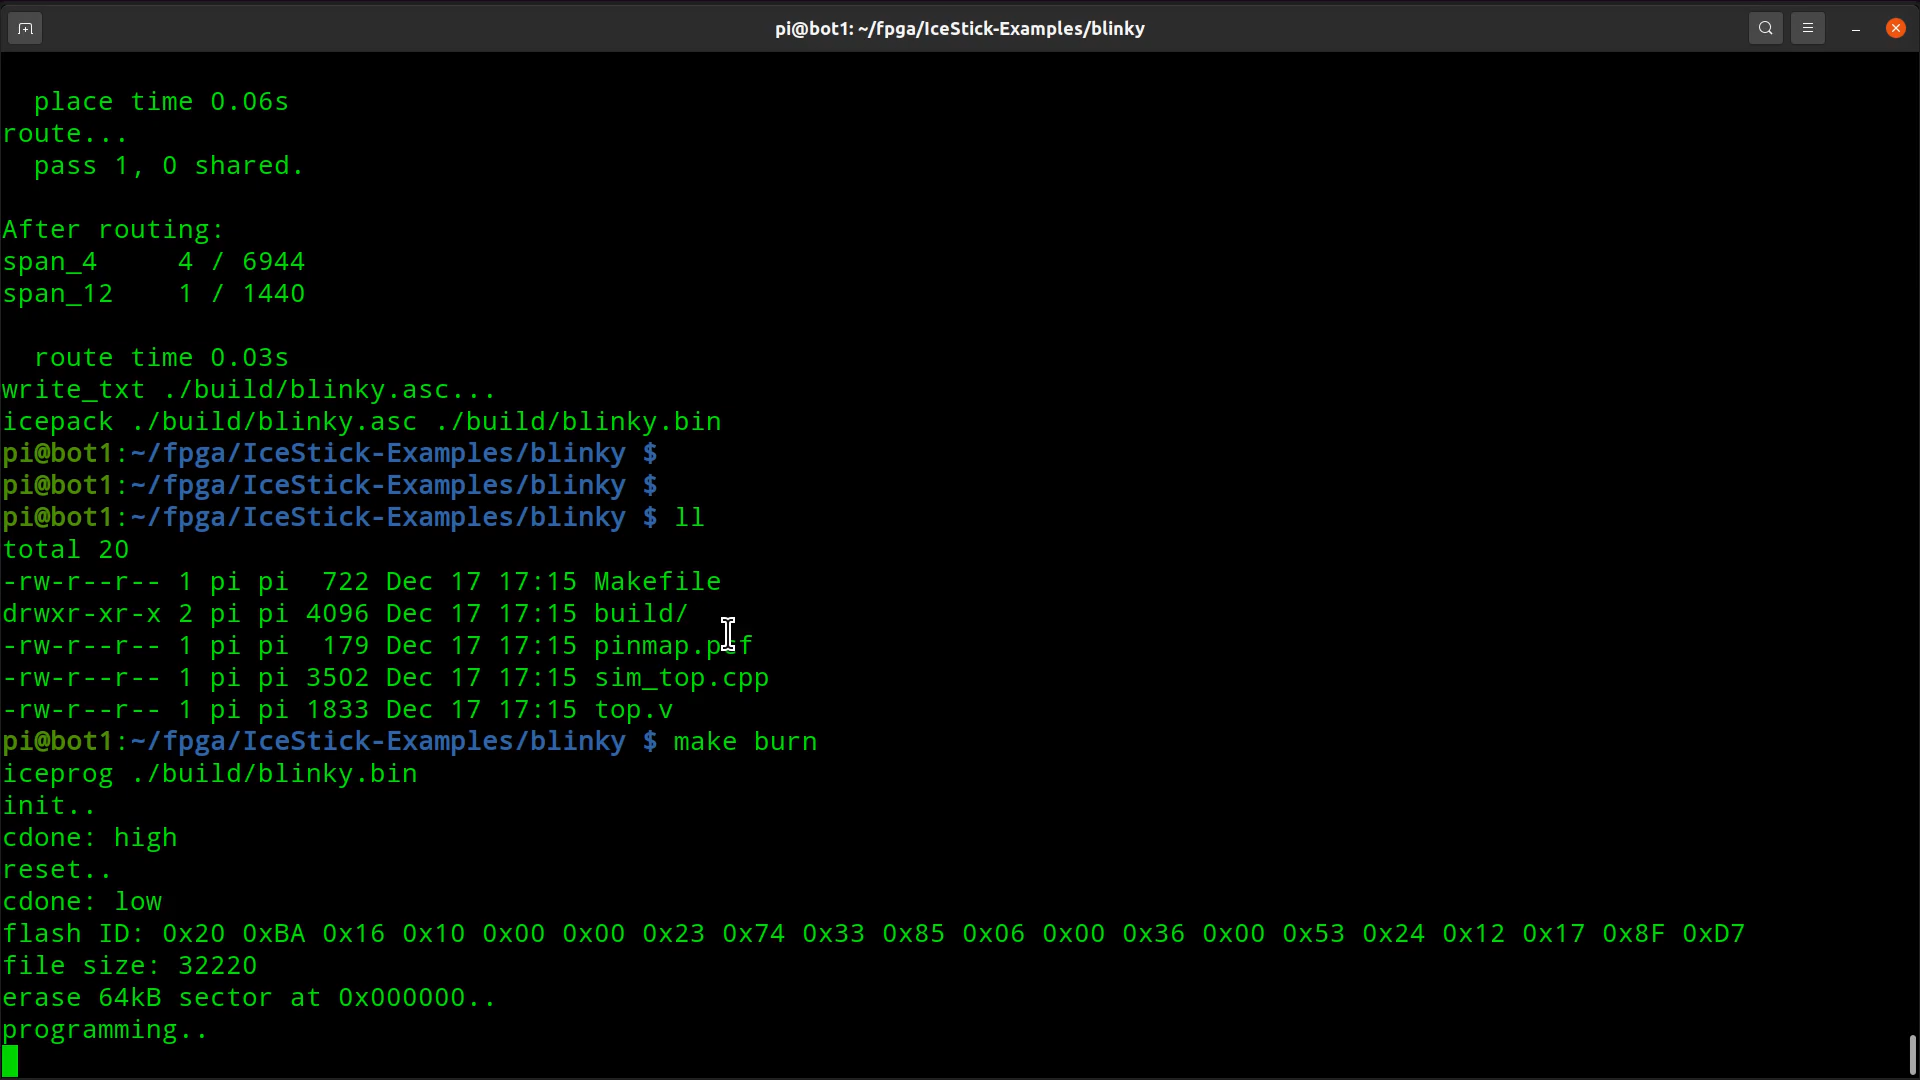 pi@bot1: ~/fpga/IceStick-Examples/blinky
place time 0.06s
route...
pass 1, 0 shared.
After routing:
span_4     4 / 6944
span_12    1 / 1440
route time 0.03s
write_txt ./build/blinky.asc...
icepack ./build/blinky.asc ./build/blinky.bin
pi@bot1:~/fpga/IceStick-Examples/blinky $
pi@bot1:~/fpga/IceStick-Examples/blinky $
pi@bot1:~/fpga/IceStick-Examples/blinky $ ll
total 20
-rw-r--r-- 1 pi pi  722 Dec 17 17:15 Makefile
drwxr-xr-x 2 pi pi 4096 Dec 17 17:15 build/
-rw-r--r-- 1 pi pi  179 Dec 17 17:15 pinmap.pcf
-rw-r--r-- 1 pi pi 3502 Dec 17 17:15 sim_top.cpp
-rw-r--r-- 1 pi pi 1833 Dec 17 17:15 top.v
pi@bot1:~/fpga/IceStick-Examples/blinky $ make burn
iceprog ./build/blinky.bin
init..
cdone: high
reset..
cdone: low
flash ID: 0x20 0xBA 0x16 0x10 0x00 0x00 0x23 0x74 0x33 0x85 0x06 0x00 0x36 0x00 0x53 0x24 0x12 0x17 0x8F 0xD7
file size: 32220
erase 64kB sector at 0x000000..
programming..